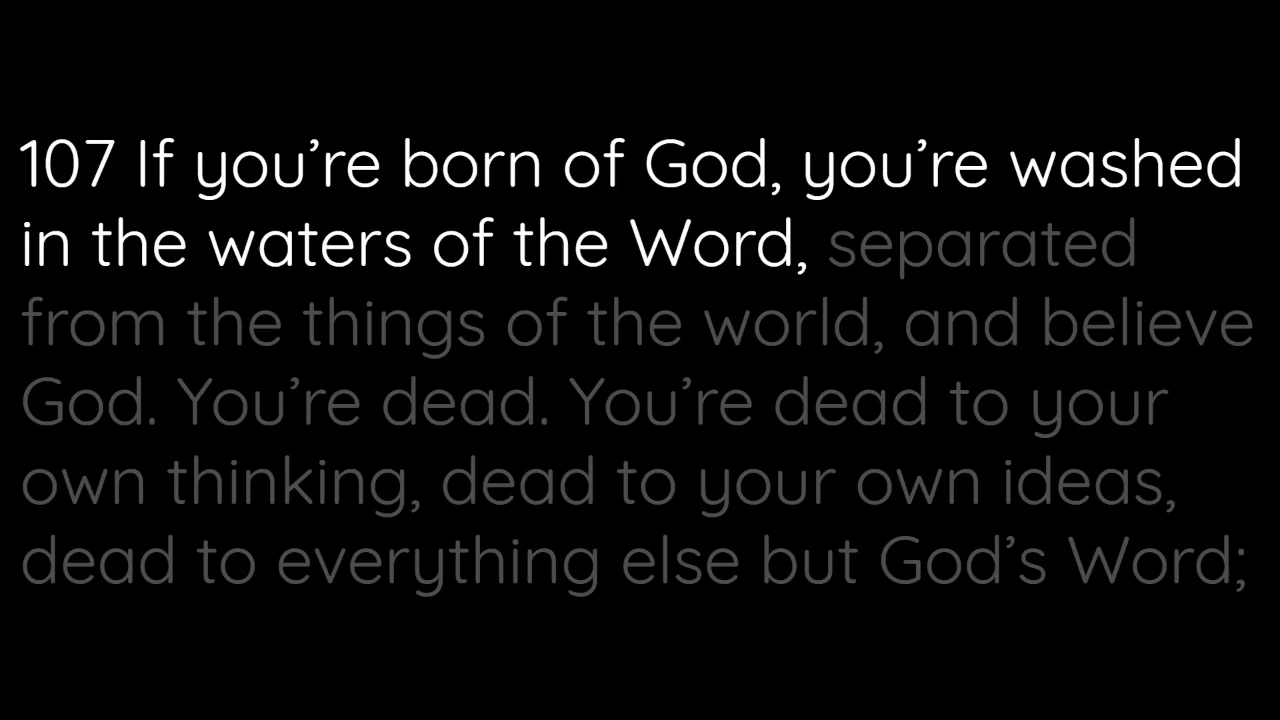 107 If you’re born of God, you’re washed
in the waters of the Word, separated
from the things of the world, and believe
God. You’re dead. You’re dead to your
own thinking, dead to your own ideas,
dead to everything else but God’s Word;